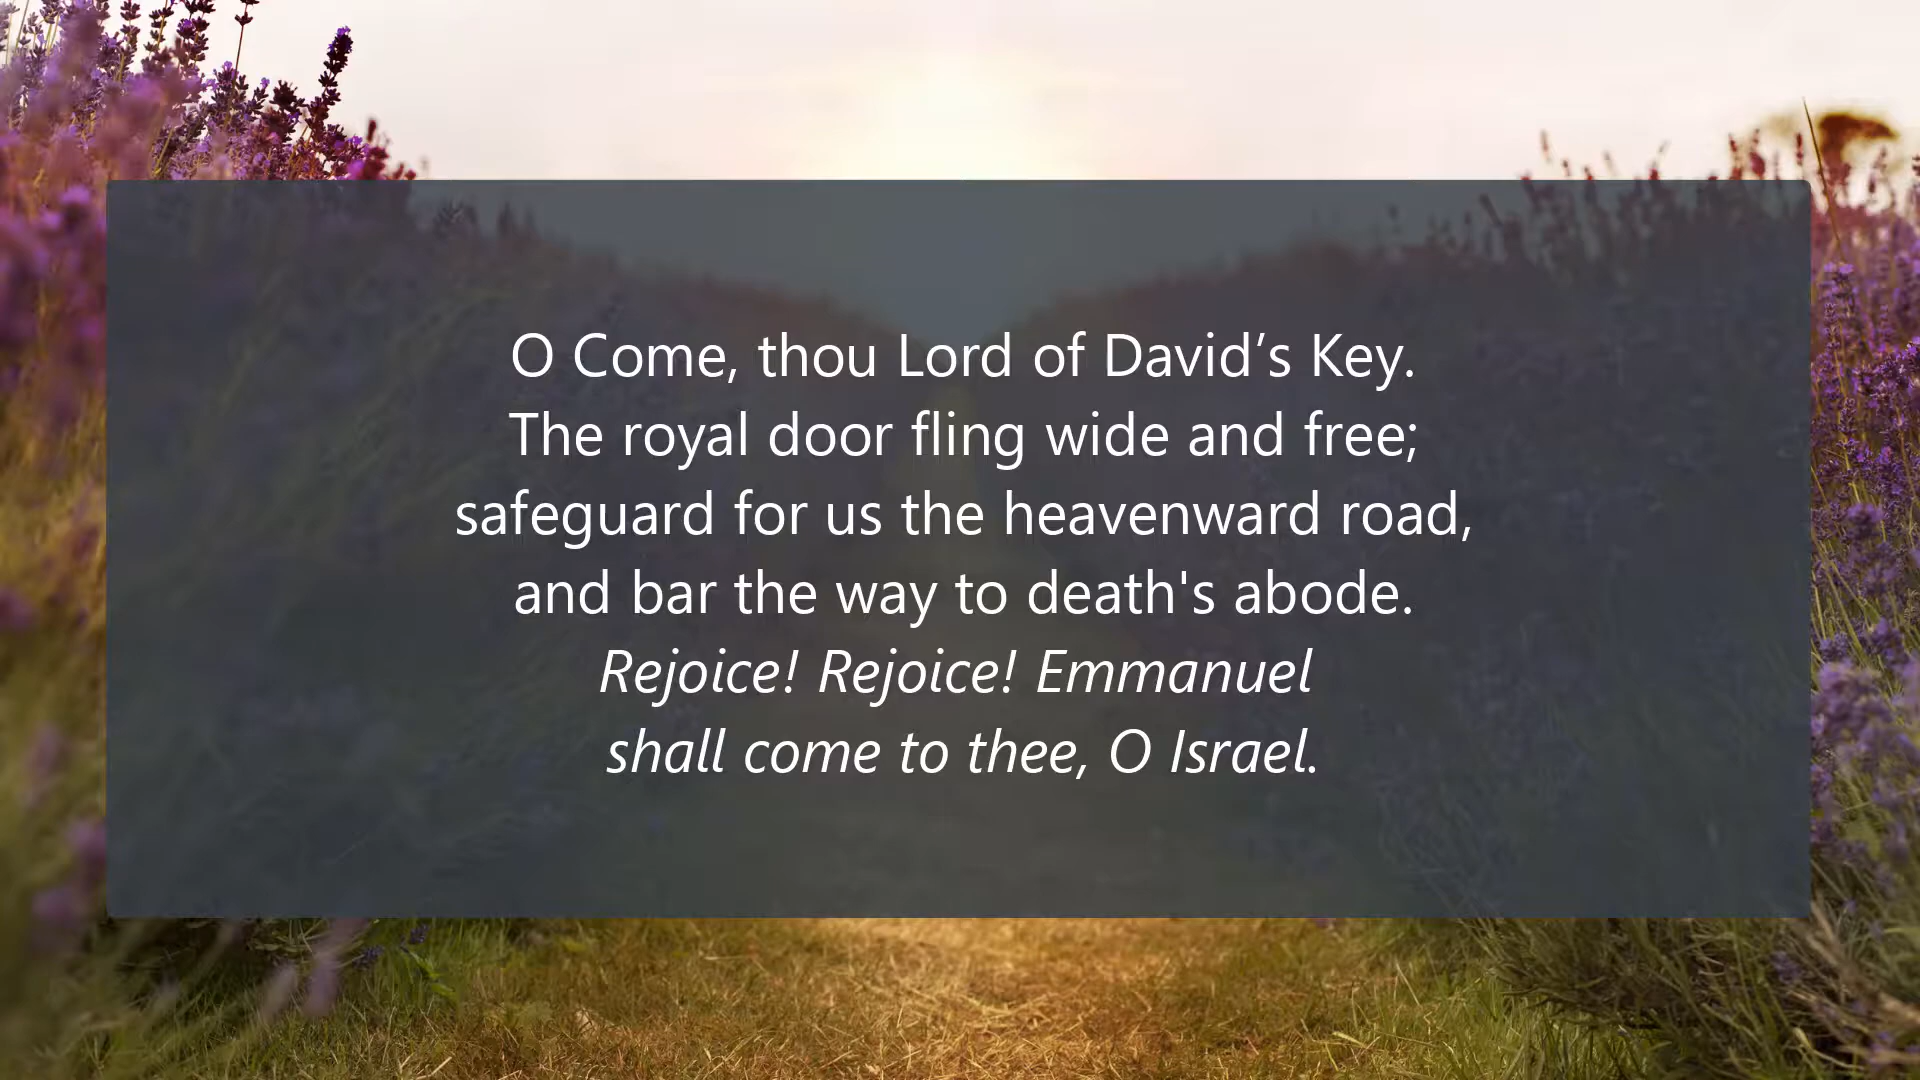 O Come, thou Lord of David’s Key.
The royal door fling wide and free;
safeguard for us the heavenward road,
and bar the way to death's abode.
Rejoice! Rejoice! Emmanuel
shall come to thee, O Israel.